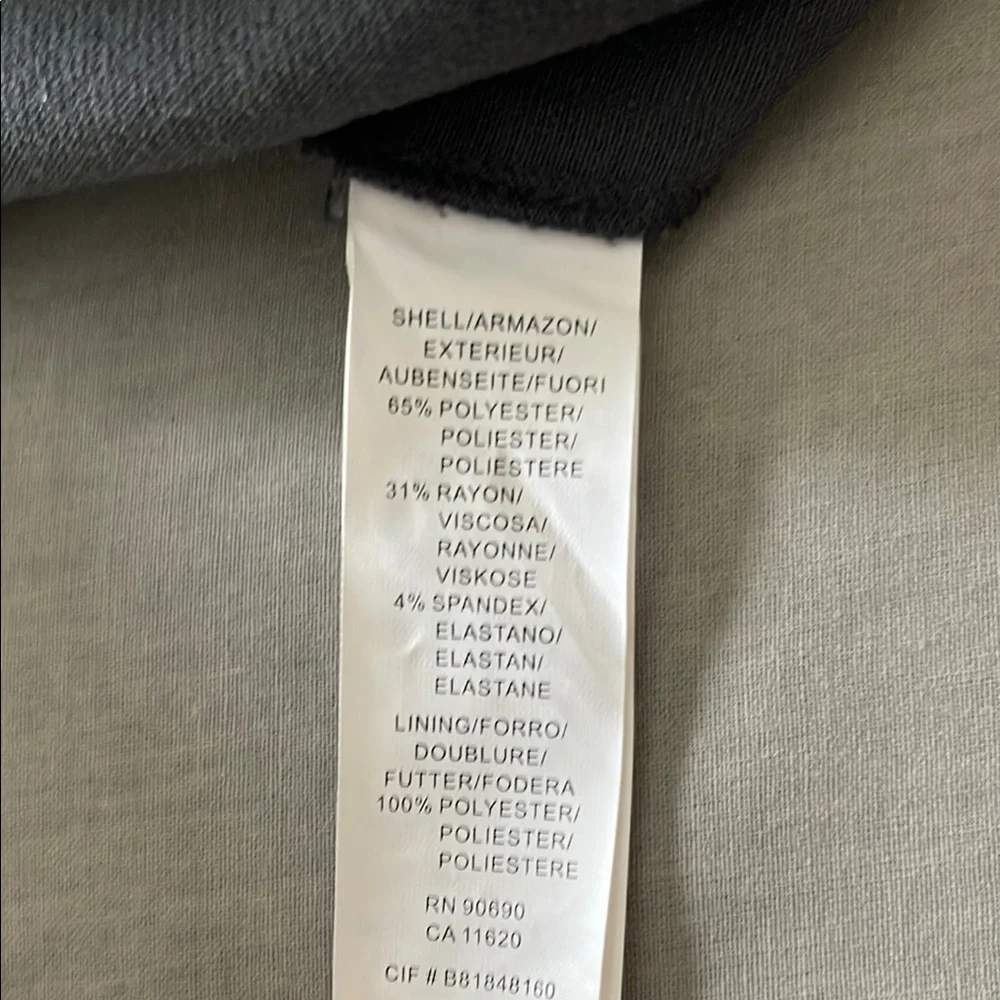 SHELL/ARMAZON/
EXTERIEUR/
AUBENSEITE/FUORI
65% POLYESTER/
POLIESTER/
POLIESTERE
31% RAYON/
VISCOSA/
RAYONNE/
VISKOSE
4% SPANDEX/
ELASTANO/
ELASTAN/
ELASTANE
LINING/FORRO/
DOUBLURE/
FUTTER/FODERA
100% POLYESTER/
POLIESTER/
POLIESTERE
RN 90690
CA 11620
CIF # B81848160